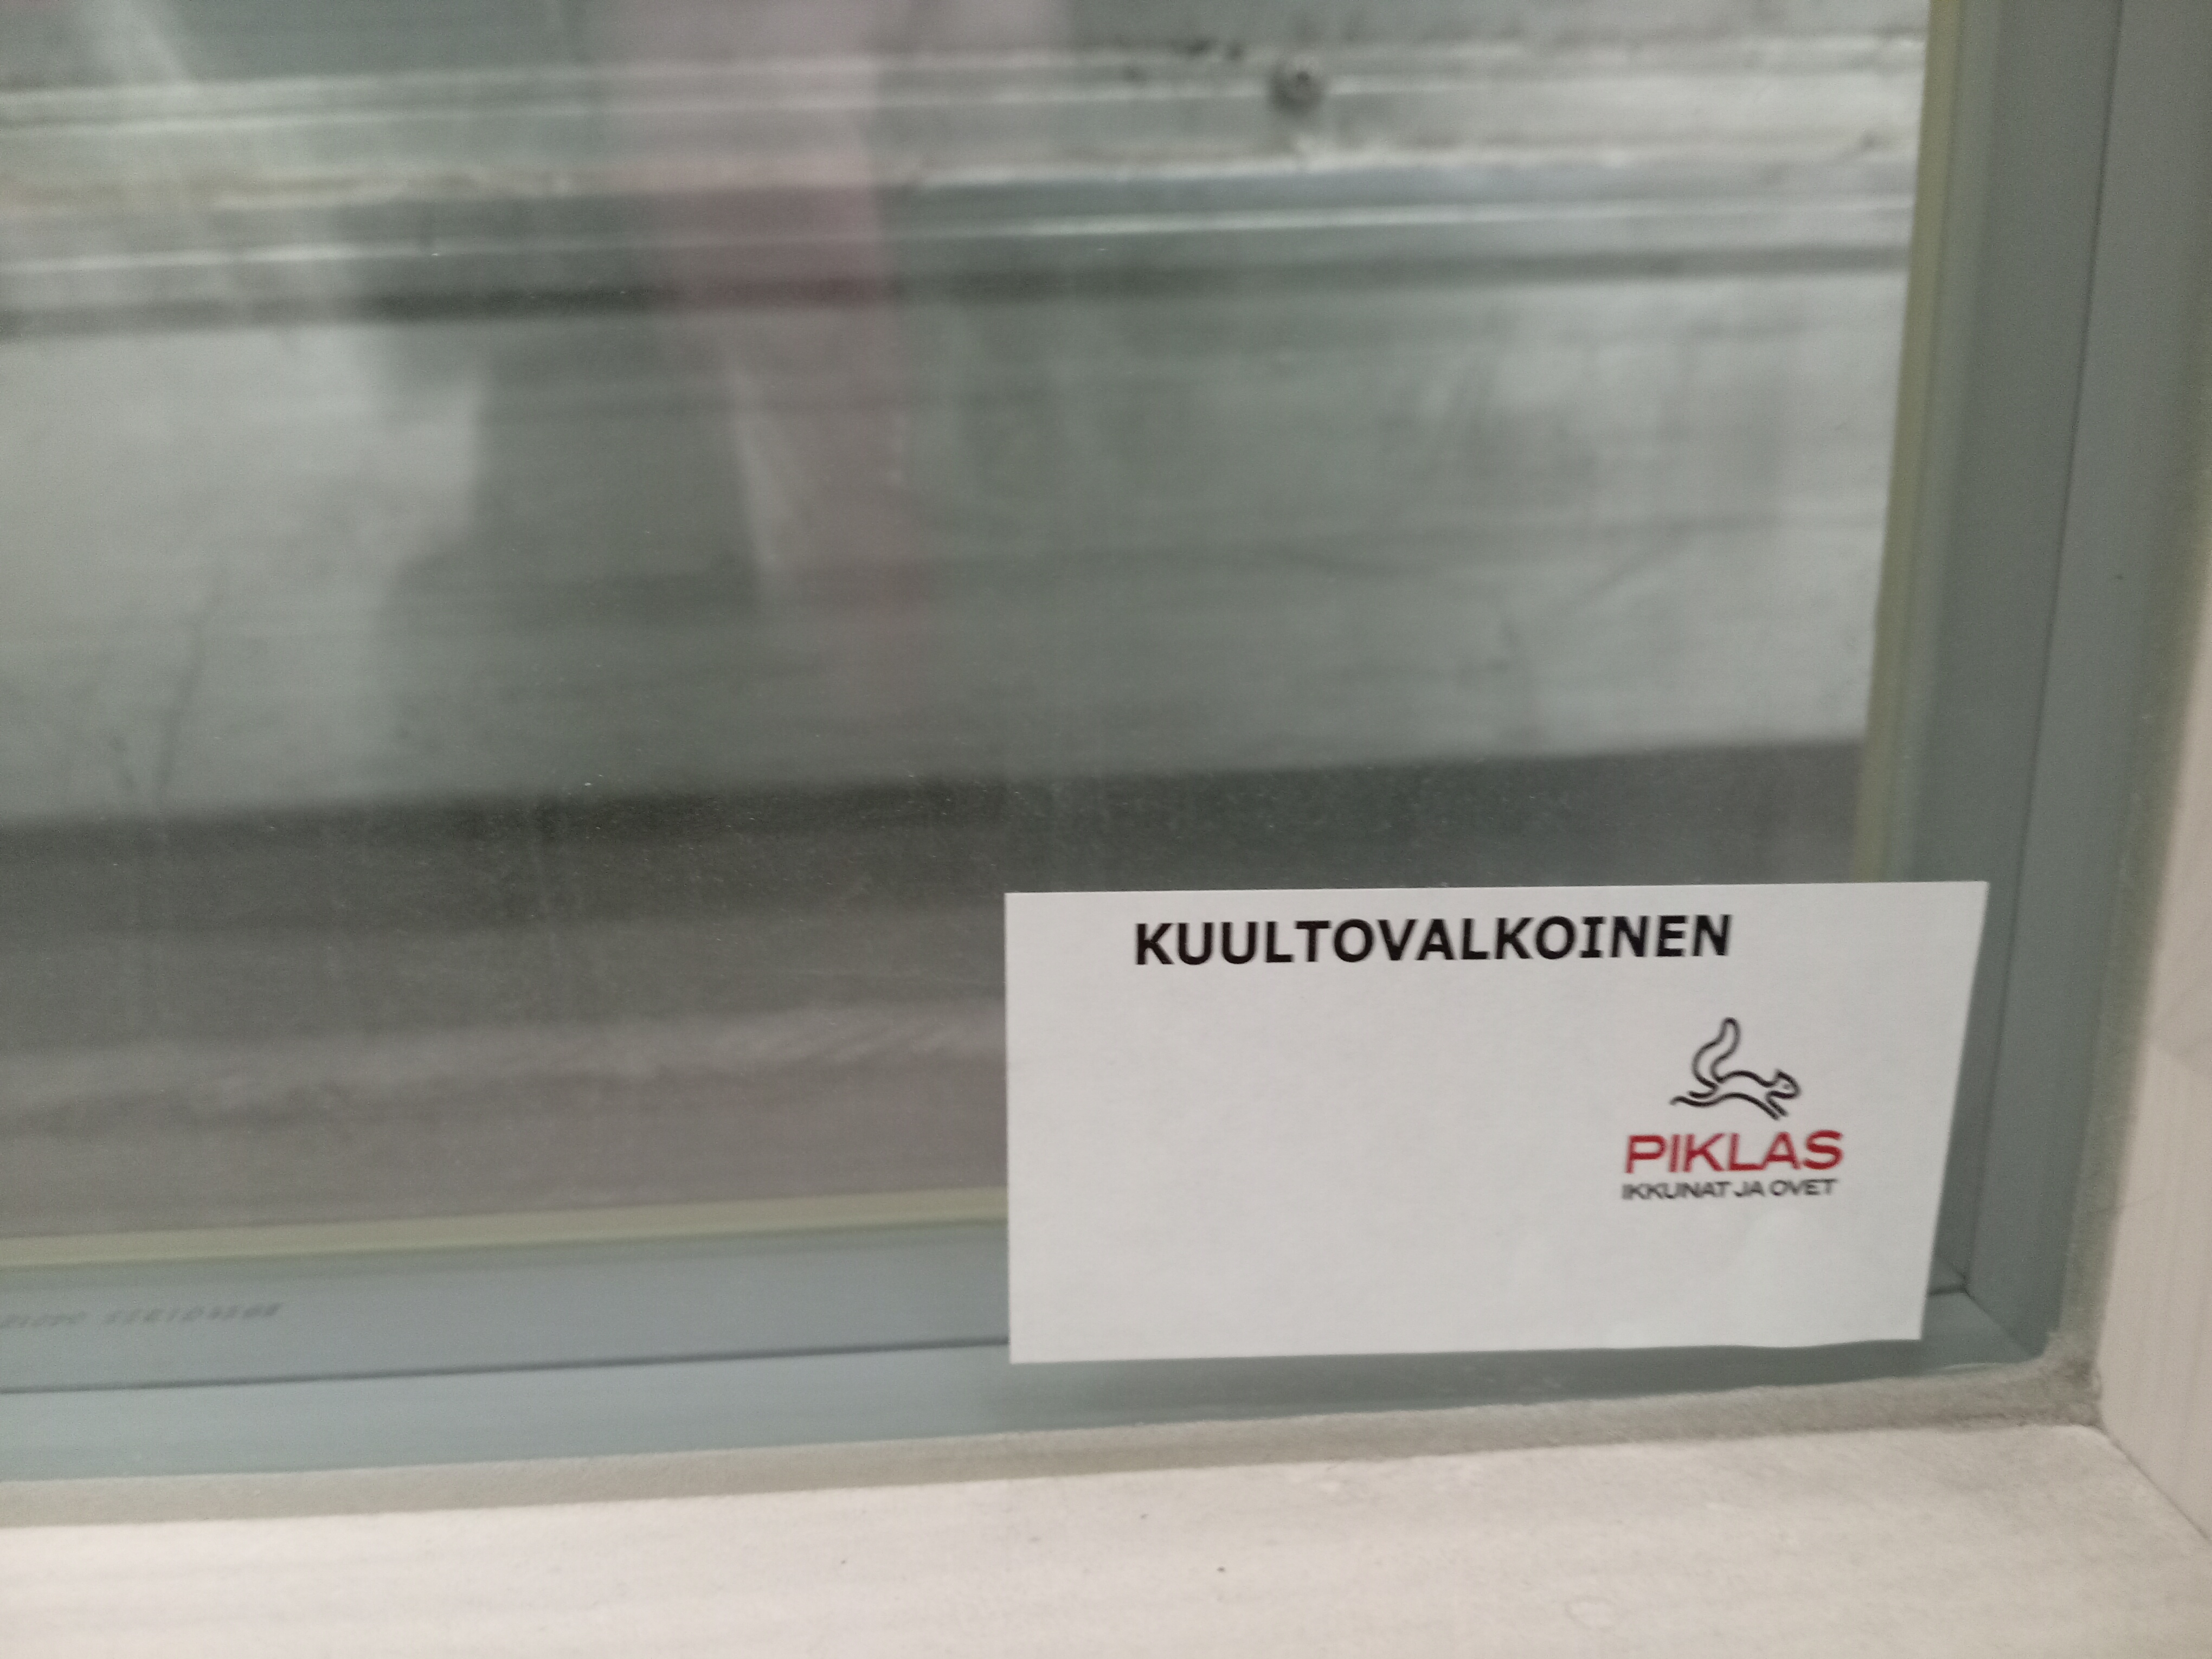 KUULTOVALKOINEN
PIKLAS
IKKUNAT JA OVET